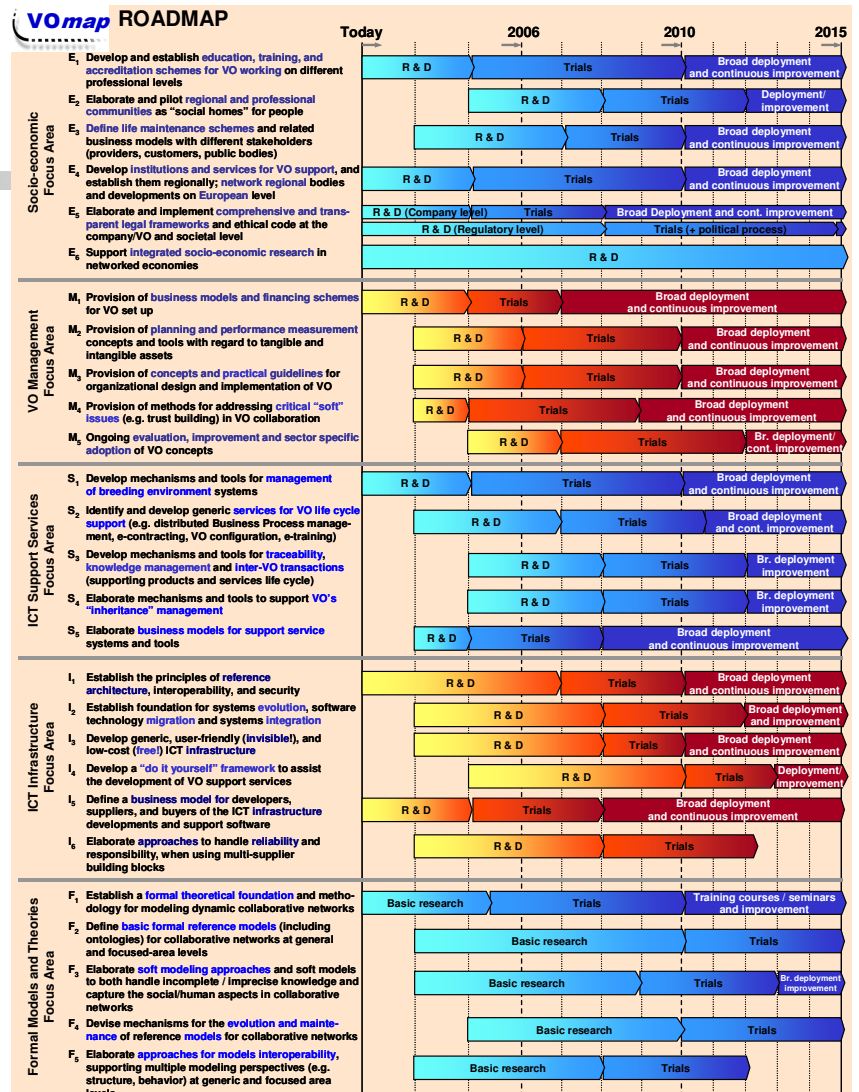 VOmap ROADMAP
Today 2006 2010 2015
Socio-economic
Focus Area
E1 Develop and establish education, training, and
accreditation schemes for VO working on different
professional levels
R & D Trials Broad deployment
and continuous improvement
E2 Elaborate and pilot regional and professional
communities as “social homes” for people
R & D Trials Deployment/
improvement
E3 Define life maintenance schemes and related
business models with different stakeholders
(providers, customers, public bodies)
R & D Trials Broad deployment
and continuous improvement
E4 Develop institutions and services for VO support, and
establish them regionally; network regional bodies
and developments on European level
R & D Trials Broad deployment
and continuous improvement
E5 Elaborate and implement comprehensive and trans-
parent legal frameworks and ethical code at the
company/VO and societal level
R & D (Company level) Trials Broad Deployment and cont. improvement
R & D (Regulatory level) Trials (+ political process)
E6 Support integrated socio-economic research in
networked economies
R & D
VO Management
Focus Area
M1 Provision of business models and financing schemes
for VO set up
R & D Trials Broad deployment
and continuous improvement
M2 Provision of planning and performance measurement
concepts and tools with regard to tangible and
intangible assets
R & D Trials Broad deployment
and continuous improvement
M3 Provision of concepts and practical guidelines for
organizational design and implementation of VO
R & D Trials Broad deployment
and continuous improvement
M4 Provision of methods for addressing critical “soft”
issues (e.g. trust building) in VO collaboration
R & D Trials Broad deployment
and continuous improvement
M5 Ongoing evaluation, improvement and sector specific
adoption of VO concepts
R & D Trials Br. deployment/
cont. improvement
ICT Support Services
Focus Area
S1 Develop mechanisms and tools for management
of breeding environment systems
R & D Trials Broad deployment
and continuous improvement
S2 Identify and develop generic services for VO life cycle
support (e.g. distributed Business Process manage-
ment, e-contracting, VO configuration, e-training)
R & D Trials Broad deployment
and cont. improvement
S3 Develop mechanisms and tools for traceability,
knowledge management and inter-VO transactions
(supporting products and services life cycle)
R & D Trials Br. deployment
improvement
S4 Elaborate mechanisms and tools to support VO’s
“inheritance” management
R & D Trials Br. deployment
improvement
S5 Elaborate business models for support service
systems and tools
R & D Trials Broad deployment
and continuous improvement
ICT Infrastructure
Focus Area
I1 Establish the principles of reference
architecture, interoperability, and security
R & D Trials Broad deployment
and continuous improvement
I2 Establish foundation for systems evolution, software
technology migration and systems integration
R & D Trials Broad deployment
and improvement
I3 Develop generic, user-friendly (invisible!), and
low-cost (free!) ICT infrastructure
R & D Trials Broad deployment
and continuous improvement
I4 Develop a “do it yourself” framework to assist
the development of VO support services
R & D Trials Deployment/
improvement
I5 Define a business model for developers,
suppliers, and buyers of the ICT infrastructure
developments and support software
R & D Trials Broad deployment
and continuous improvement
I6 Elaborate approaches to handle reliability and
responsibility, when using multi-supplier
building blocks
R & D Trials
Formal Models and Theories
Focus Area
F1 Establish a formal theoretical foundation and metho-
dology for modeling dynamic collaborative networks
Basic research Trials Training courses / seminars
and improvement
F2 Define basic formal reference models (including
ontologies) for collaborative networks at general
and focused-area levels
Basic research Trials
F3 Elaborate soft modeling approaches and soft models
to both handle incomplete / imprecise knowledge and
capture the social/human aspects in collaborative
networks
Basic research Trials Br. deployment
improvement
F4 Devise mechanisms for the evolution and mainte-
nance of reference models for collaborative networks
Basic research Trials
F5 Elaborate approaches for models interoperability,
supporting multiple modeling perspectives (e.g.
structure, behavior) at generic and focused area
Basic research Trials